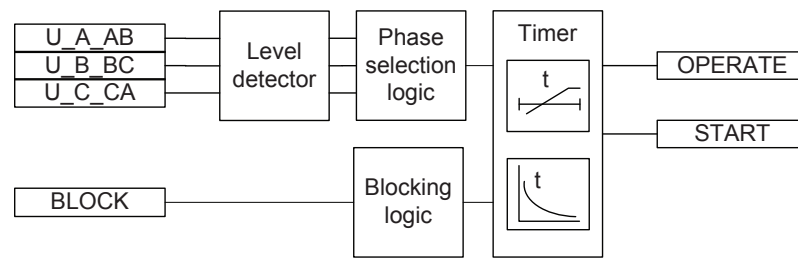 U_A_AB
U_B_BC
U_C_CA
Level
detector
Phase
selection
logic
Timer
t
t
OPERATE
START
BLOCK
Blocking
logic